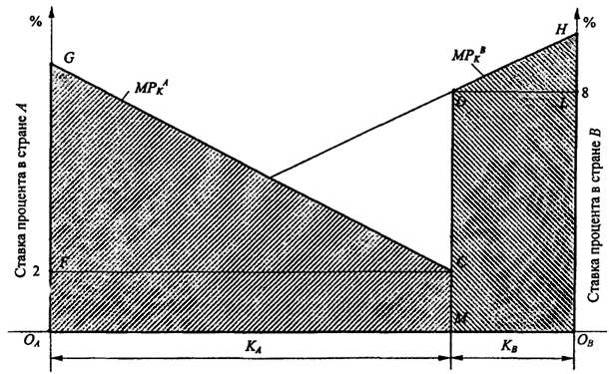 %
H
%
G
MP_K^B
MP_K^A
D
L
8
Ставка процента в стране A
Ставка процента в стране B
2
F
C
M
O_A
K_A
K_B
O_B